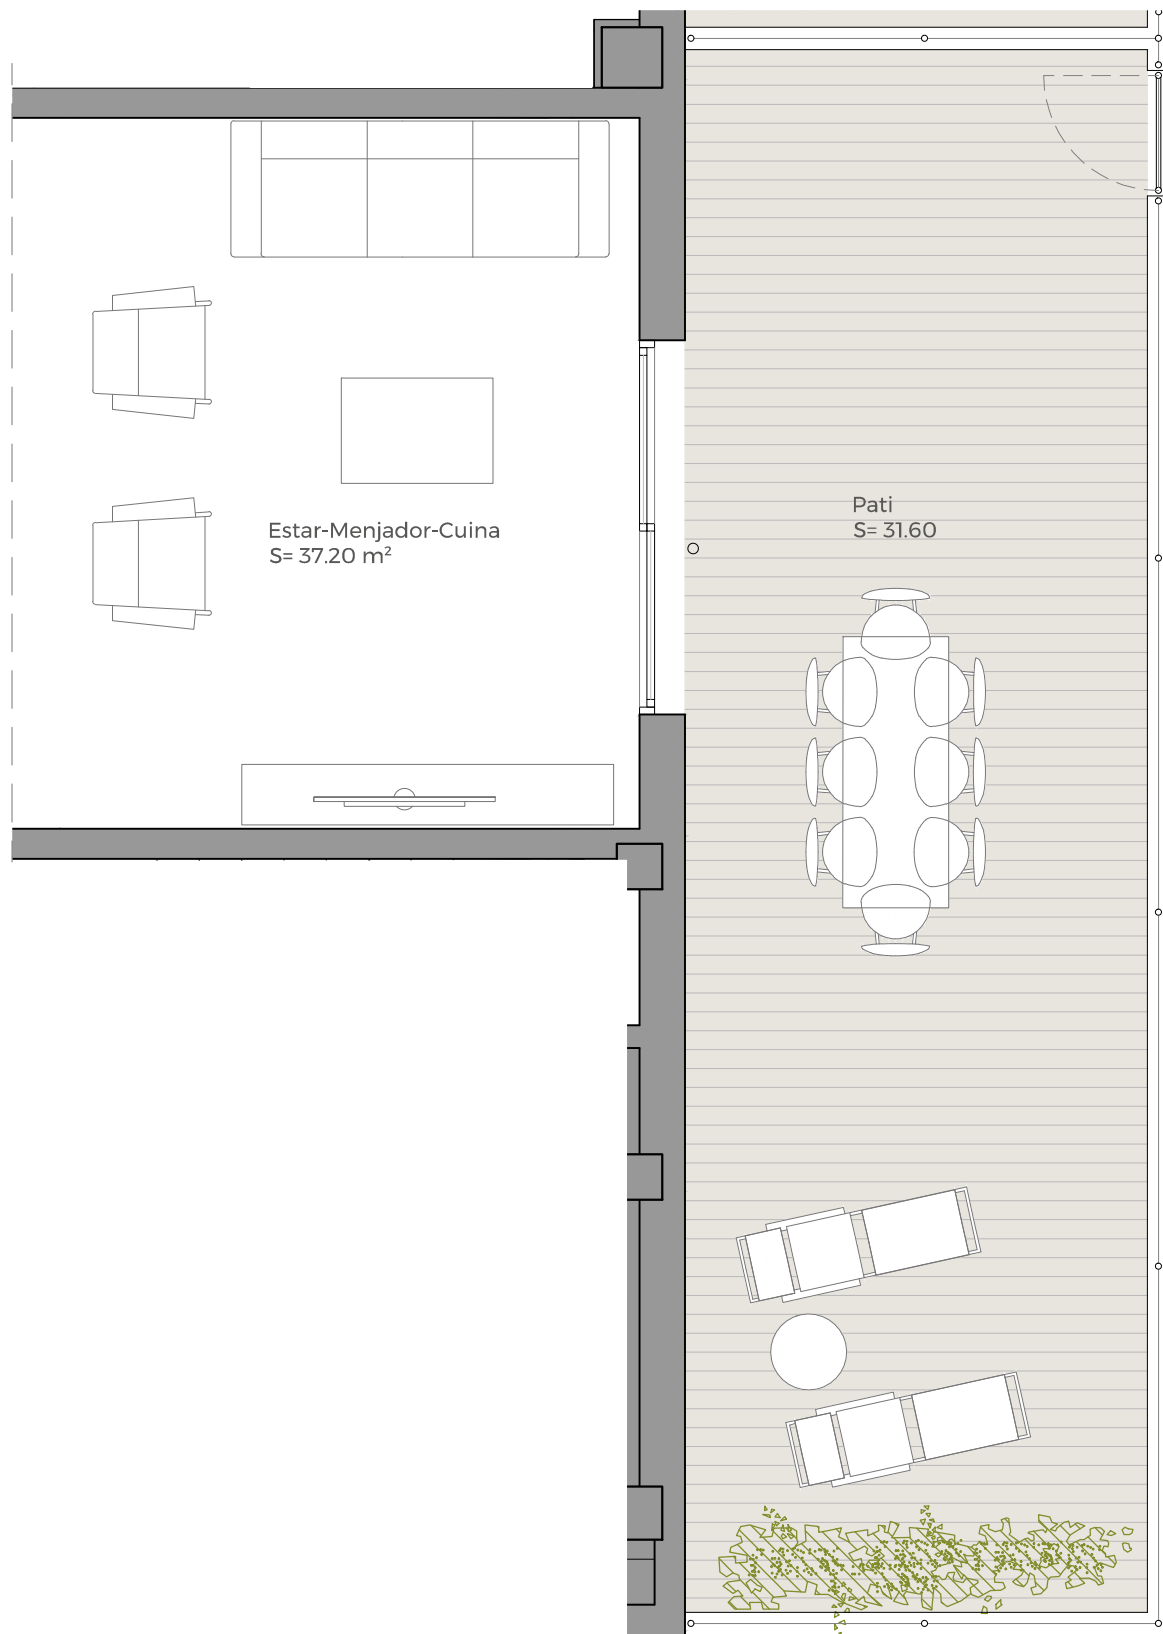 Estar-Menjador-Cuina
S= 37.20 m²
Pati
S= 31.60